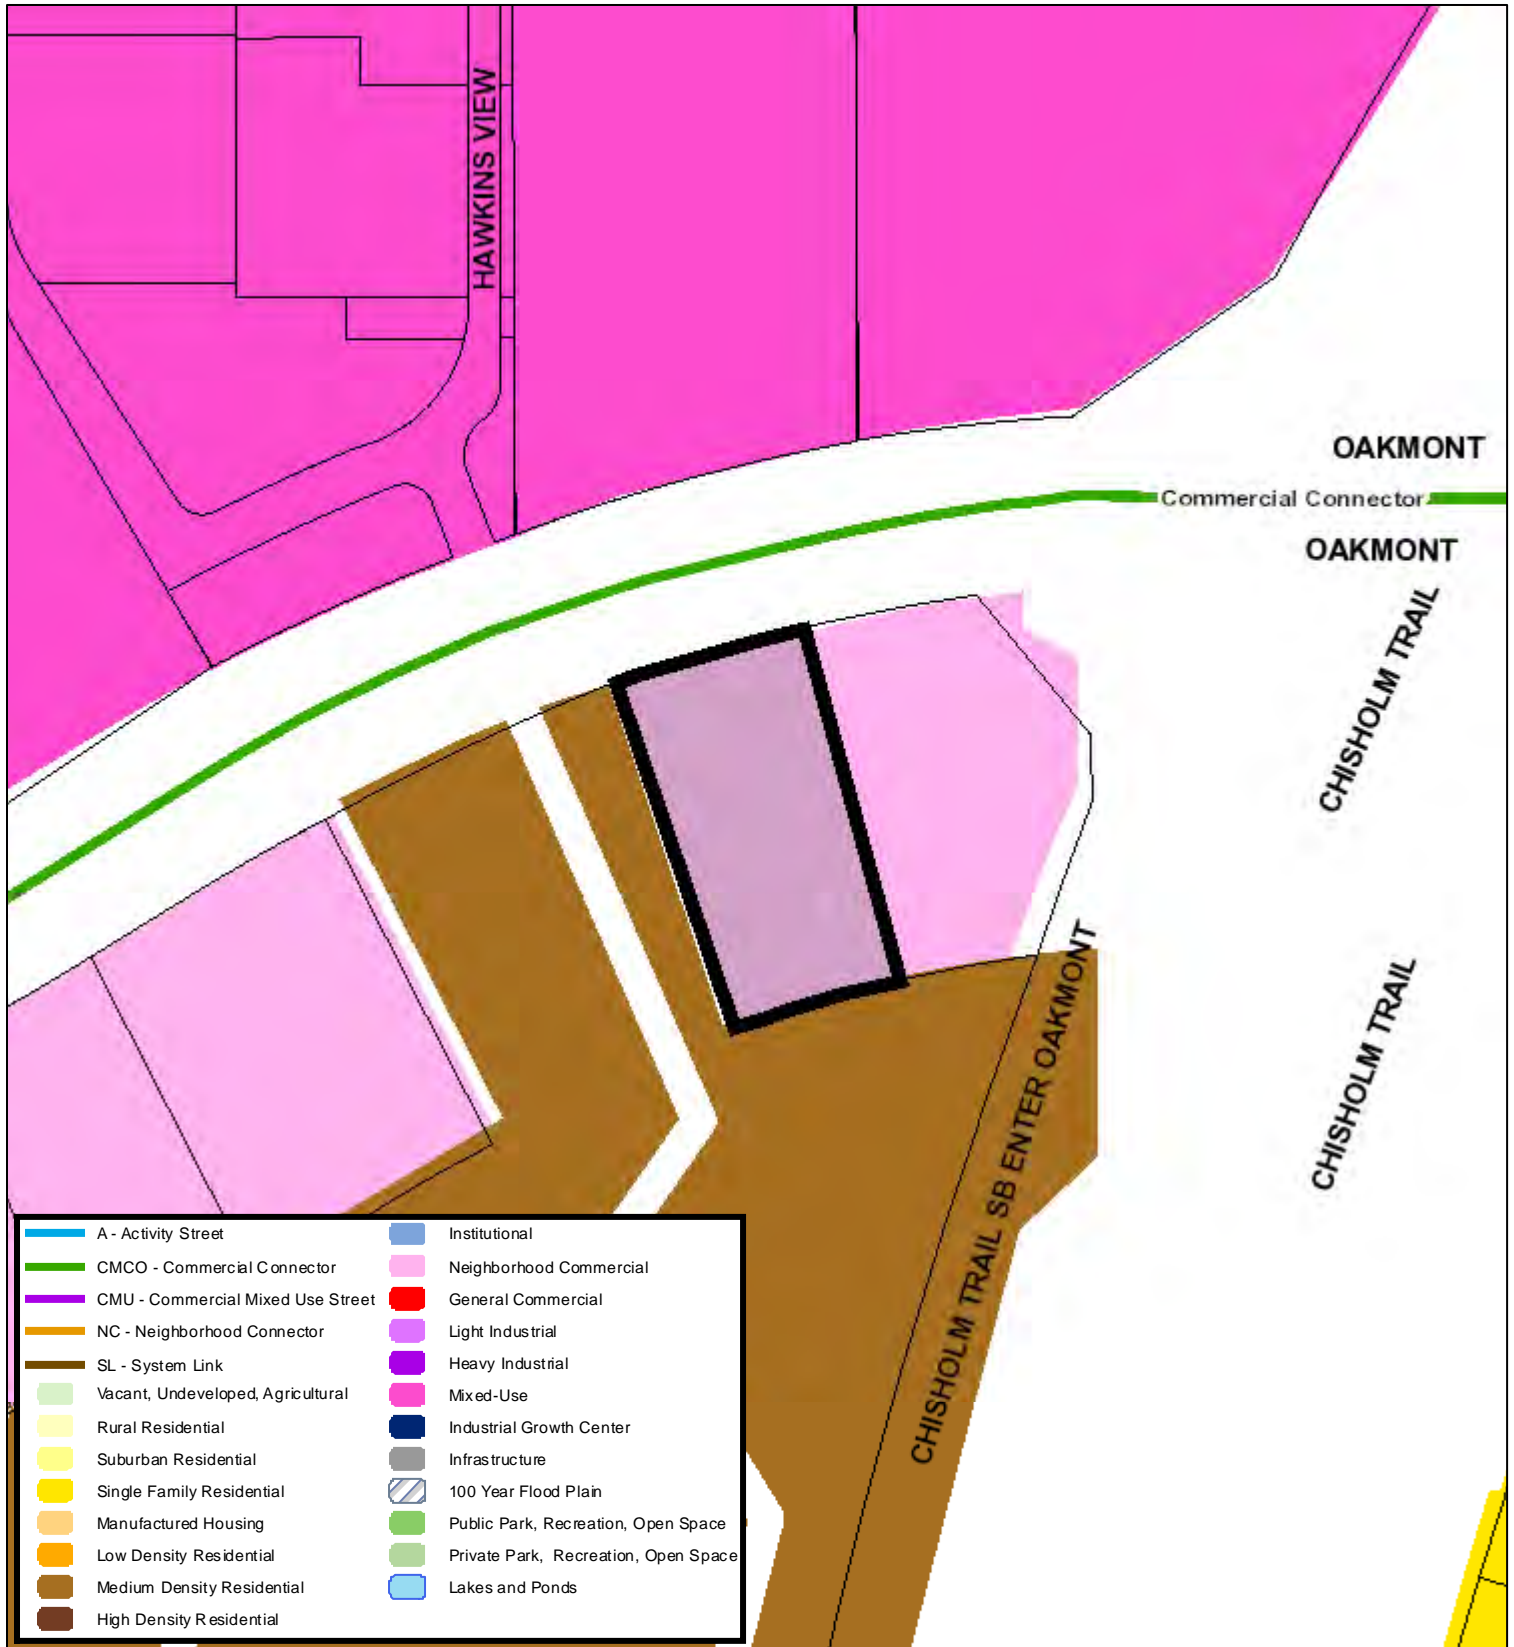 HAWKINS VIEW
OAKMONT
Commercial Connector
OAKMONT
CHISHOLM TRAIL
CHISHOLM TRAIL
CHISHOLM TRAIL SB ENTER OAKMONT
A - Activity Street
CMCO - Commercial Connector
CMU - Commercial Mixed Use Street
NC - Neighborhood Connector
SL - System Link
Vacant, Undeveloped, Agricultural
Rural Residential
Suburban Residential
Single Family Residential
Manufactured Housing
Low Density Residential
Medium Density Residential
High Density Residential
Institutional
Neighborhood Commercial
General Commercial
Light Industrial
Heavy Industrial
Mixed-Use
Industrial Growth Center
Infrastructure
100 Year Flood Plain
Public Park, Recreation, Open Space
Private Park, Recreation, Open Space
Lakes and Ponds